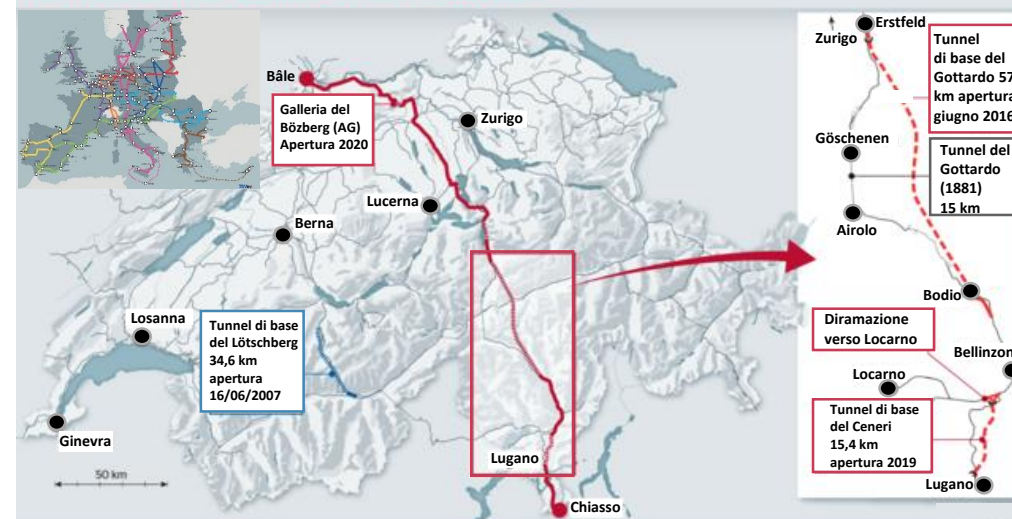 Bâle
Galleria del
Bözberg (AG)
Apertura 2020
Zurigo
Lucerna
Berna
Losanna
Tunnel di base
del Lötschberg
34,6 km
apertura
16/06/2007
Ginevra
50 km
Lugano
Chiasso
Erstfeld
Zurigo
Tunnel
di base del
Gottardo 57
km apertura
giugno 2016
Göschenen
Tunnel del
Gottardo
(1881)
15 km
Airolo
Bodio
Diramazione
verso Locarno
Bellinzon
Locarno
Tunnel di base
del Ceneri
15,4 km
apertura 2019
Lugano